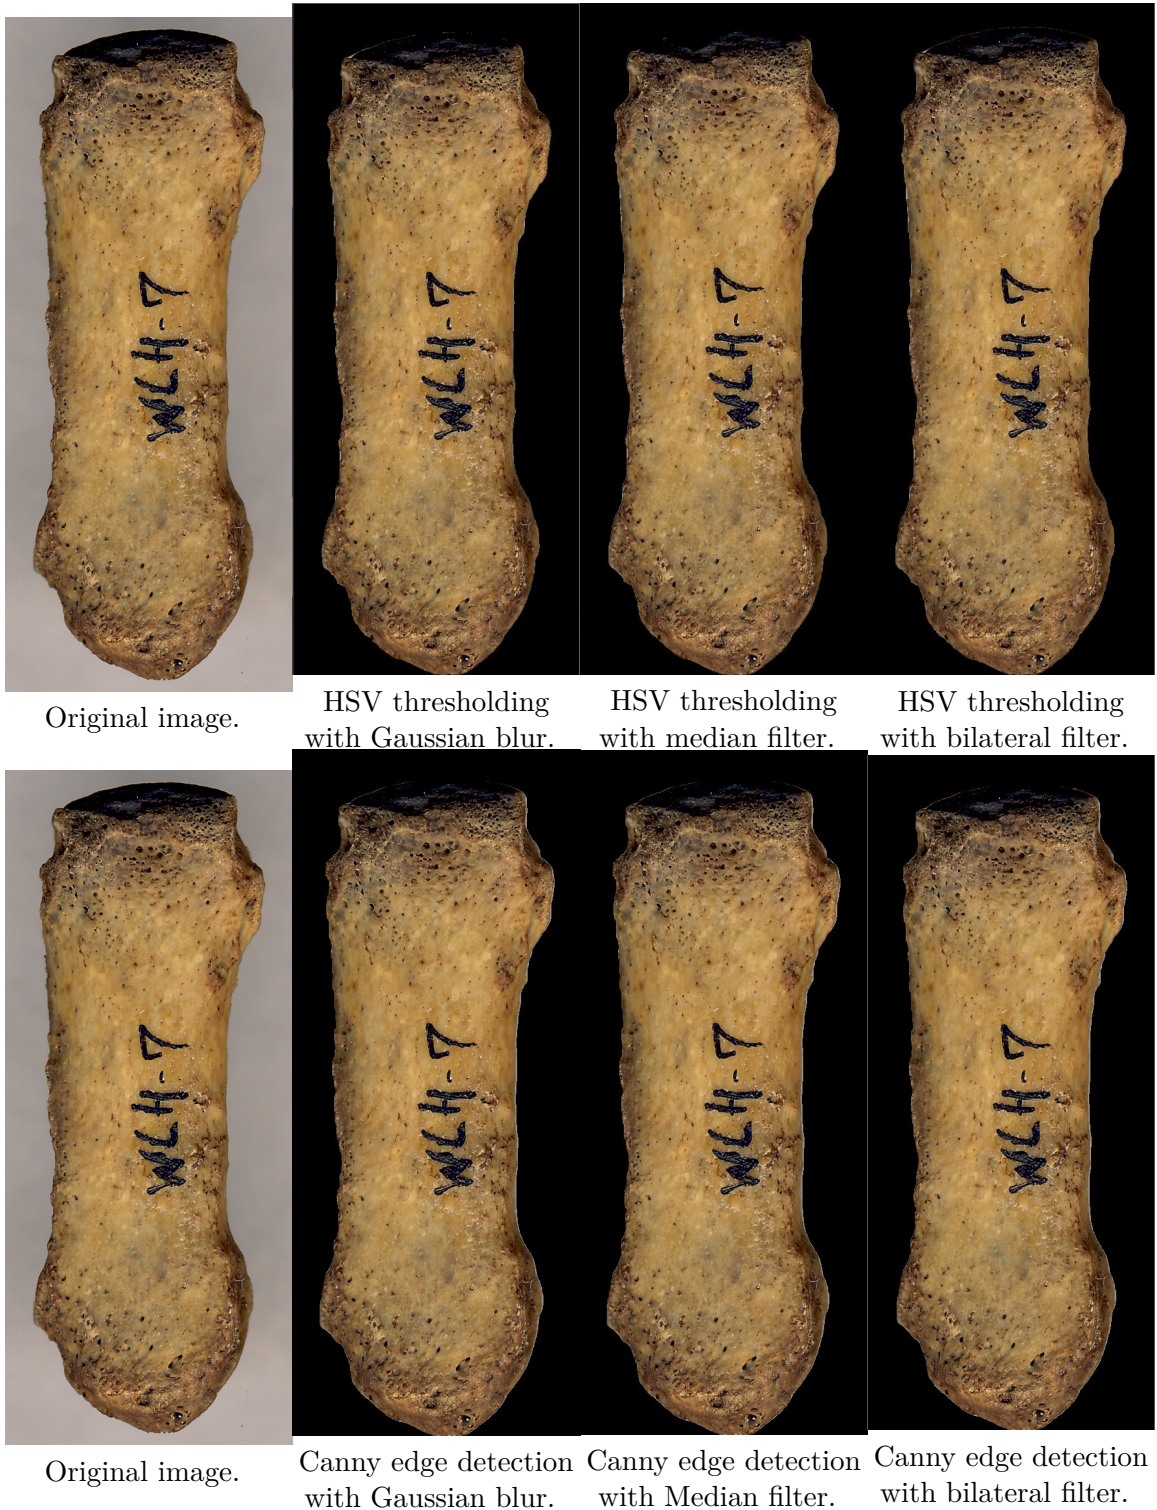 WLH-7
WLH-7
WLH-7
WLH-7
Original image.
HSV thresholding
with Gaussian blur.
HSV thresholding
with median filter.
HSV thresholding
with bilateral filter.
WLH-7
WLH-7
WLH-7
WLH-7
Original image.
Canny edge detection
with Gaussian blur.
Canny edge detection
with Median filter.
Canny edge detection
with bilateral filter.